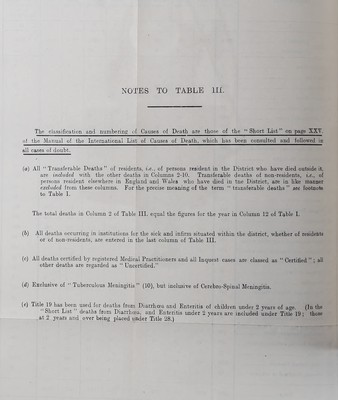 NOTES TO TABLE III.
The classification and numbering of Causes of Death are those of the "Short List" on page XXV.
of the Manual of the International List of Causes of Death, which has been consulted and followed in
all cases of doubt.
(a) All "Transferable Deaths" of residents, i.e., of persons resident in the District who have died outside it,
are included with the other deaths in Columns 2-10. Transferable deaths of non-residents, i.e., of
persons resident elsewhere in England and Wales who have died in the District, are in like manner
excluded from these columns. For the precise meaning of the term "transferable deaths" see footnote
to Table I.
The total deaths in Column 2 of Table III. equal the figures for the year in Column 12 of Table I.
(b) All deaths occurring in institutions for the sick and infirm situated within the district, whether of residents
or of non-residents, are entered in the last column of Table III.
(c) All deaths certified by registered Medical Practitioners and all Inquest cases are classed as "Certified"; all
other deaths are regarded as "Uncertified."
(d) Exclusive of "Tuberculous Meningitis" (10), but inclusive of Cerebro-Spinal Meningitis.
(e) Title 19 has been used for deaths from Diarrhœa and Enteritis of children under 2 years of age. (In the
"Short List" deaths from Diarrhœa, and Enteritis under 2 years are included under Title 19; those
at 2 years and over being placed under Title 28.)